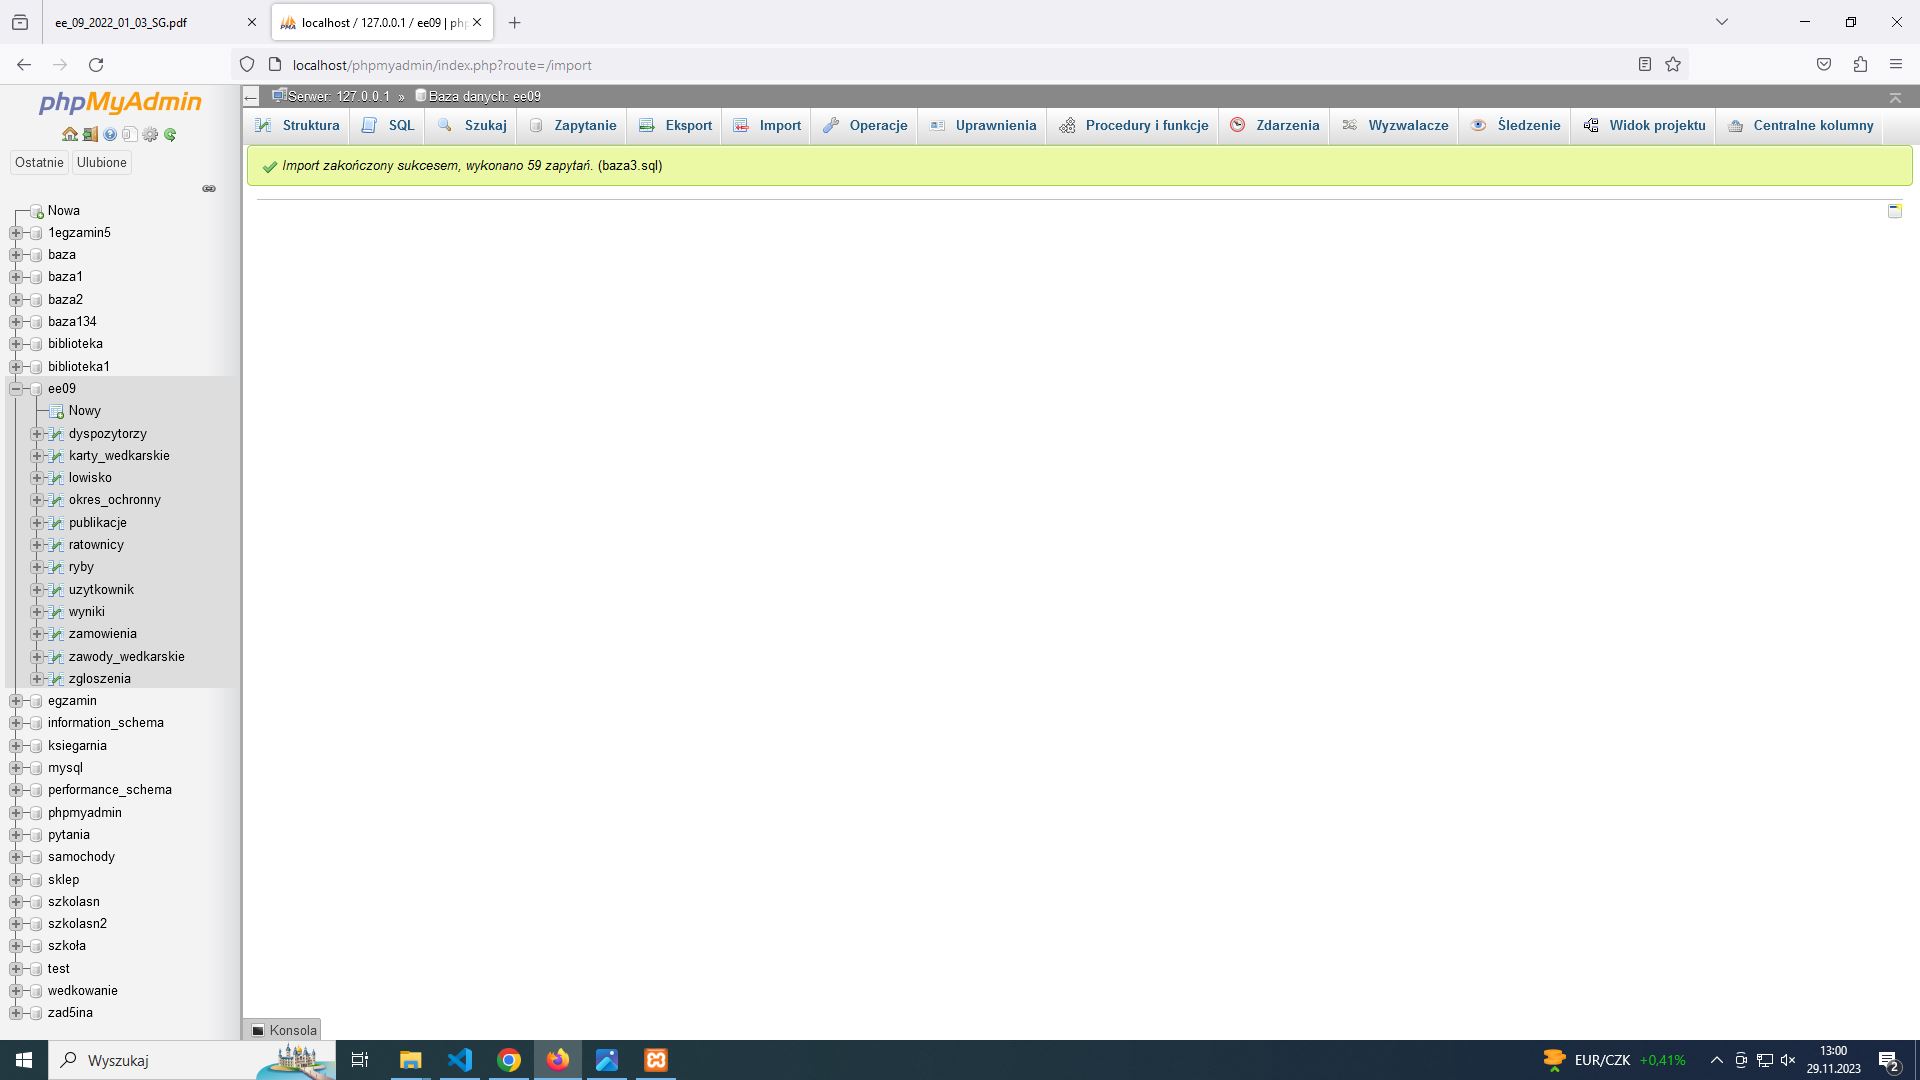 ee_09_2022_01_03_SG.pdf
localhost / 127.0.0.1 / ee09 | php
localhost/phpmyadmin/index.php?route=/import
phpMyAdmin
Ostatnie
Ulubione
Nowa
1egzamin5
baza
baza1
baza2
baza134
biblioteka
biblioteka1
ee09
Nowy
dyspozytorzy
karty_wedkarskie
lowisko
okres_ochronny
publikacje
ratownicy
ryby
uzytkownik
wyniki
zamowienia
zawody_wedkarskie
zgloszenia
egzamin
information_schema
ksiegarnia
mysql
performance_schema
phpmyadmin
pytania
samochody
sklep
szkolasn
szkolasn2
szkoła
test
wedkowanie
zad5ina
Serwer: 127.0.0.1 » Baza danych: ee09
Struktura SQL Szukaj Zapytanie Eksport Import Operacje Uprawnienia Procedury i funkcje Zdarzenia Wyzwalacze Śledzenie Widok projektu Centralne kolumny
Import zakończony sukcesem, wykonano 59 zapytań. (baza3.sql)
Konsola
Wyszukaj
EUR/CZK +0,41%
13:00
29.11.2023
2